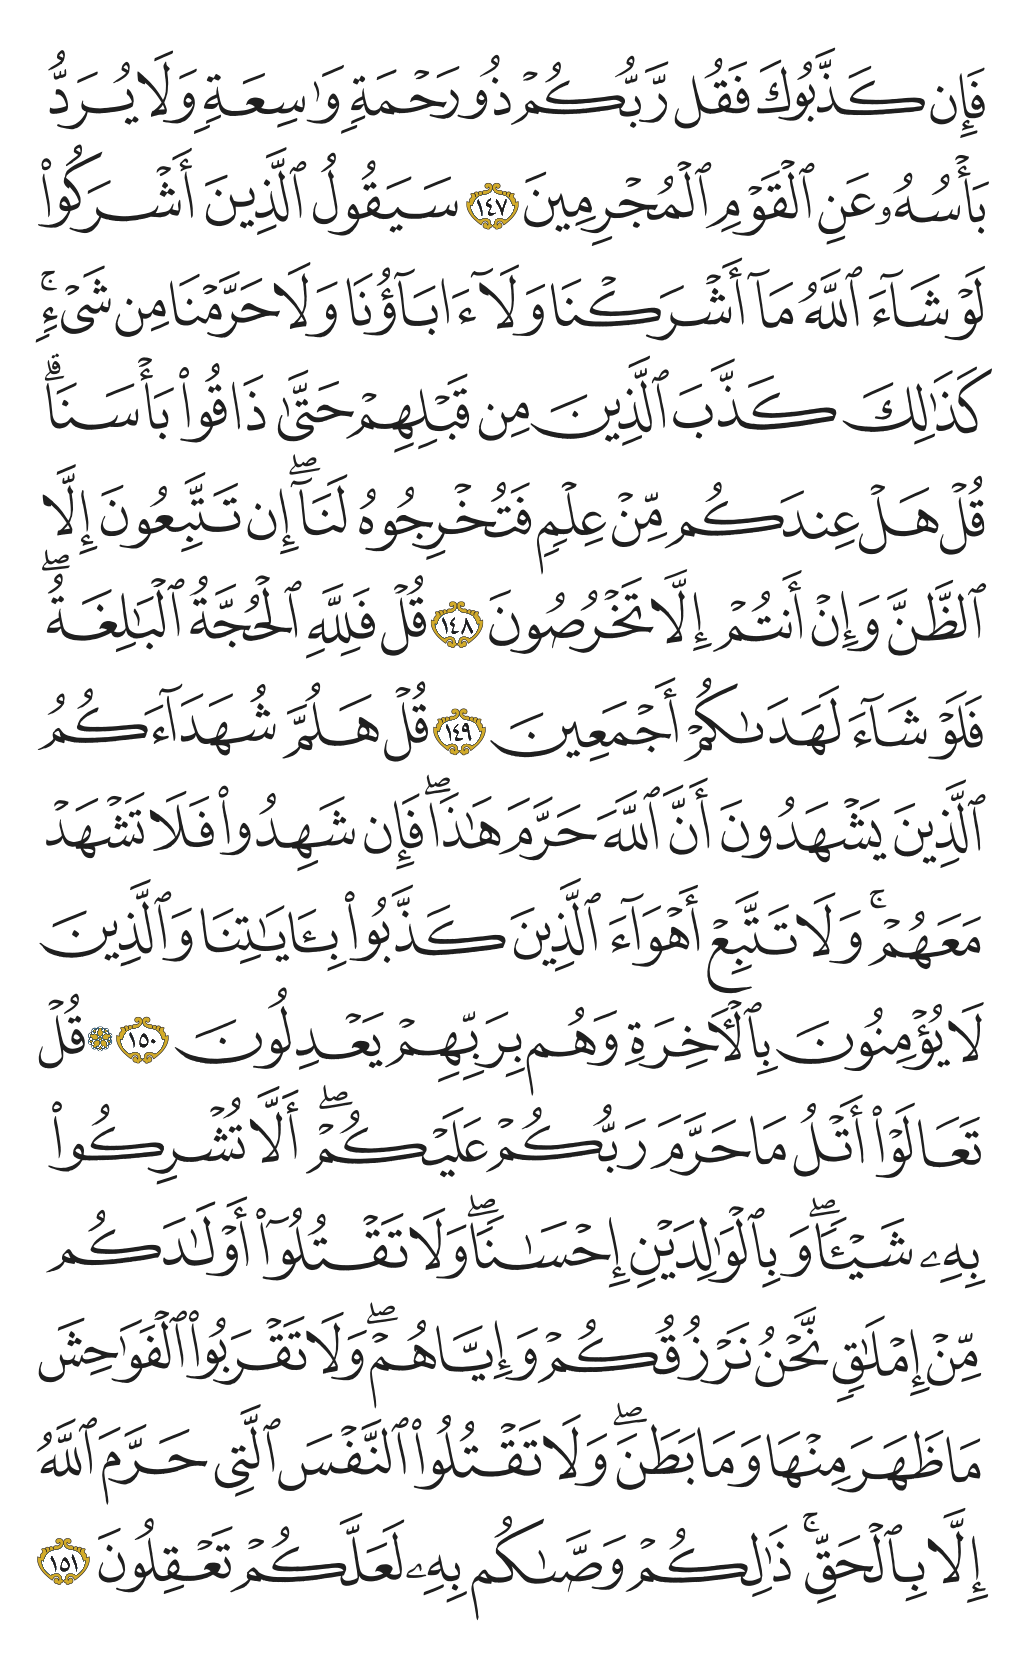 فَإِن كَذَّبُوكَ فَقُل رَّبُّكُمْ ذُو رَحْمَةٍ وَٰسِعَةٍ وَلَا يُرَدُّ
بَأْسُهُۥ عَنِ ٱلْقَوْمِ ٱلْمُجْرِمِينَ ١٤٧ سَيَقُولُ ٱلَّذِينَ أَشْرَكُوا۟
لَوْ شَآءَ ٱللَّهُ مَآ أَشْرَكْنَا وَلَآ ءَابَآؤُنَا وَلَا حَرَّمْنَا مِن شَىْءٍ ۚ
كَذَٰلِكَ كَذَّبَ ٱلَّذِينَ مِن قَبْلِهِمْ حَتَّىٰ ذَاقُوا۟ بَأْسَنَا ۗ
قُلْ هَلْ عِندَكُم مِّنْ عِلْمٍ فَتُخْرِجُوهُ لَنَآ ۖ إِن تَتَّبِعُونَ إِلَّا
ٱلظَّنَّ وَإِنْ أَنتُمْ إِلَّا تَخْرُصُونَ ١٤٨ قُلْ فَلِلَّهِ ٱلْحُجَّةُ ٱلْبَٰلِغَةُ ۖ
فَلَوْ شَآءَ لَهَدَىٰكُمْ أَجْمَعِينَ ١٤٩ قُلْ هَلُمَّ شُهَدَآءَكُمُ
ٱلَّذِينَ يَشْهَدُونَ أَنَّ ٱللَّهَ حَرَّمَ هَٰذَا ۖ فَإِن شَهِدُوا۟ فَلَا تَشْهَدْ
مَعَهُمْ ۚ وَلَا تَتَّبِعْ أَهْوَآءَ ٱلَّذِينَ كَذَّبُوا۟ بِـَٔايَٰتِنَا وَٱلَّذِينَ
لَا يُؤْمِنُونَ بِٱلْـَٔاخِرَةِ وَهُم بِرَبِّهِمْ يَعْدِلُونَ ١٥٠ ۞ قُلْ
تَعَالَوْا۟ أَتْلُ مَا حَرَّمَ رَبُّكُمْ عَلَيْكُمْ ۖ أَلَّا تُشْرِكُوا۟
بِهِۦ شَيْـًٔا ۖ وَبِٱلْوَٰلِدَيْنِ إِحْسَٰنًا ۖ وَلَا تَقْتُلُوٓا۟ أَوْلَٰدَكُم
مِّنْ إِمْلَٰقٍ نَّحْنُ نَرْزُقُكُمْ وَإِيَّاهُمْ ۖ وَلَا تَقْرَبُوا۟ ٱلْفَوَٰحِشَ
مَا ظَهَرَ مِنْهَا وَمَا بَطَنَ ۖ وَلَا تَقْتُلُوا۟ ٱلنَّفْسَ ٱلَّتِى حَرَّمَ ٱللَّهُ
إِلَّا بِٱلْحَقِّ ۚ ذَٰلِكُمْ وَصَّىٰكُم بِهِۦ لَعَلَّكُمْ تَعْقِلُونَ ١٥١